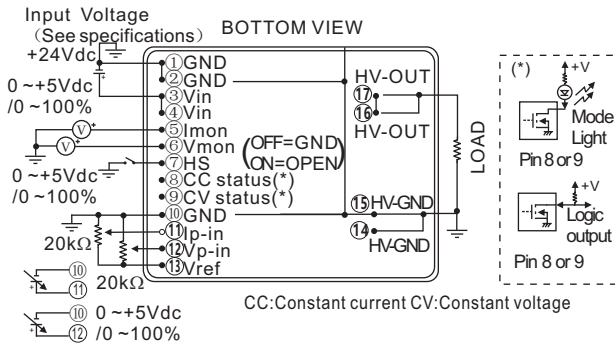 Input Voltage
(See specifications)
BOTTOM VIEW
+24Vdc
①GND
②GND
③Vin
④Vin
⑤Imon
⑥Vmon
⑦HS
⑧CC status(*)
⑨CV status(*)
⑩GND
⑪Ip-in
⑫Vp-in
⑬Vref
0 ~+5Vdc
/0 ~100%
V
+
V
+
0 ~+5Vdc
/0 ~100%
(OFF=GND
ON=OPEN)
HV-OUT
⑰
⑯
HV-OUT
LOAD
⑮ HV-GND
⑭
HV-GND
20kΩ
20kΩ
⑩
⑪
⑩
⑫
0 ~+5Vdc
/0 ~100%
CC:Constant current CV:Constant voltage
(*)
+V
Mode
Light
Pin 8 or 9
+V
Logic
output
Pin 8 or 9